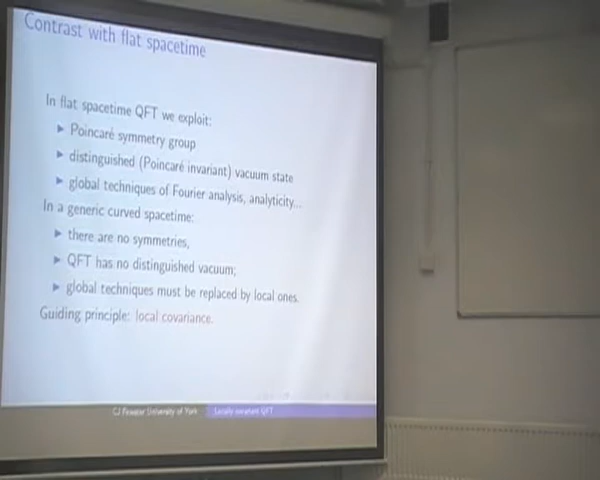 Contrast with flat spacetime
In flat spacetime QFT we exploit:
▶ Poincaré symmetry group
▶ distinguished (Poincaré invariant) vacuum state
▶ global techniques of Fourier analysis, analyticity...
In a generic curved spacetime:
▶ there are no symmetries,
▶ QFT has no distinguished vacuum;
▶ global techniques must be replaced by local ones.
Guiding principle: local covariance.
CJ Fewster University of York Locally covariant QFT